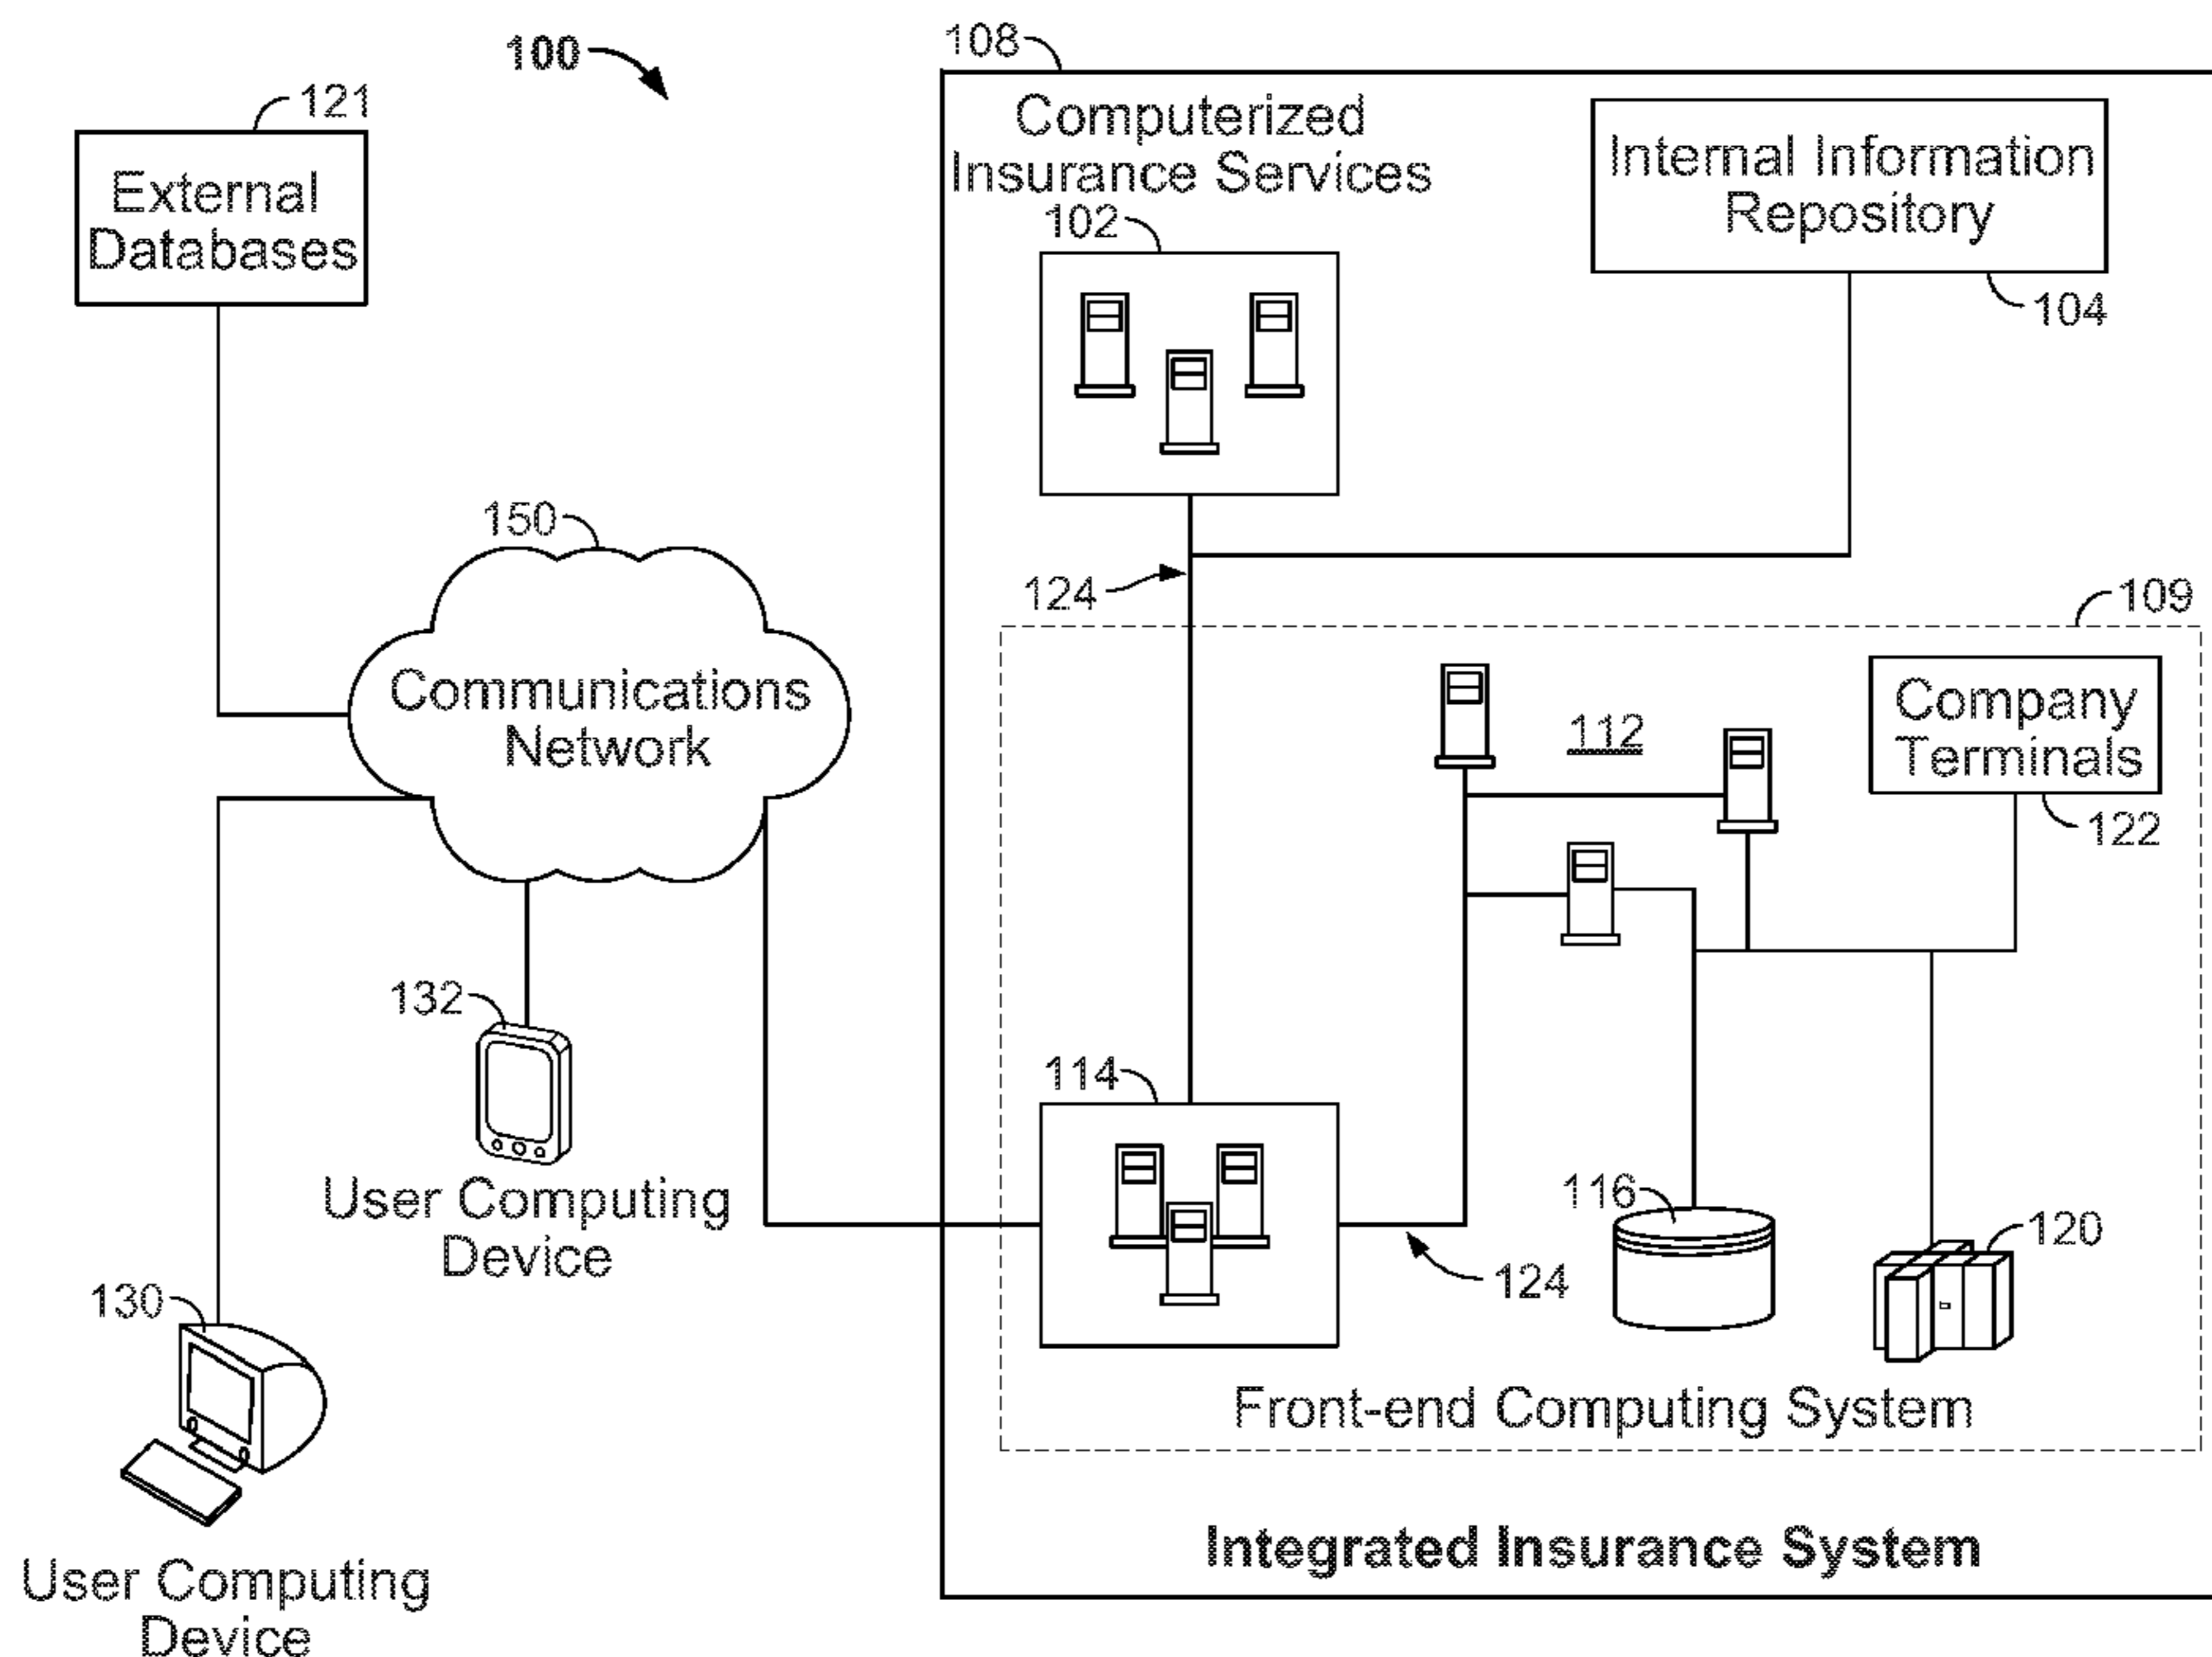 100
108
121
External
Databases
Computerized
Insurance Services
102
Internal Information
Repository
104
150
124
109
Communications
Network
112
Company
Terminals
122
132
114
User Computing
Device
116
120
124
130
Front-end Computing System
Integrated Insurance System
User Computing
Device